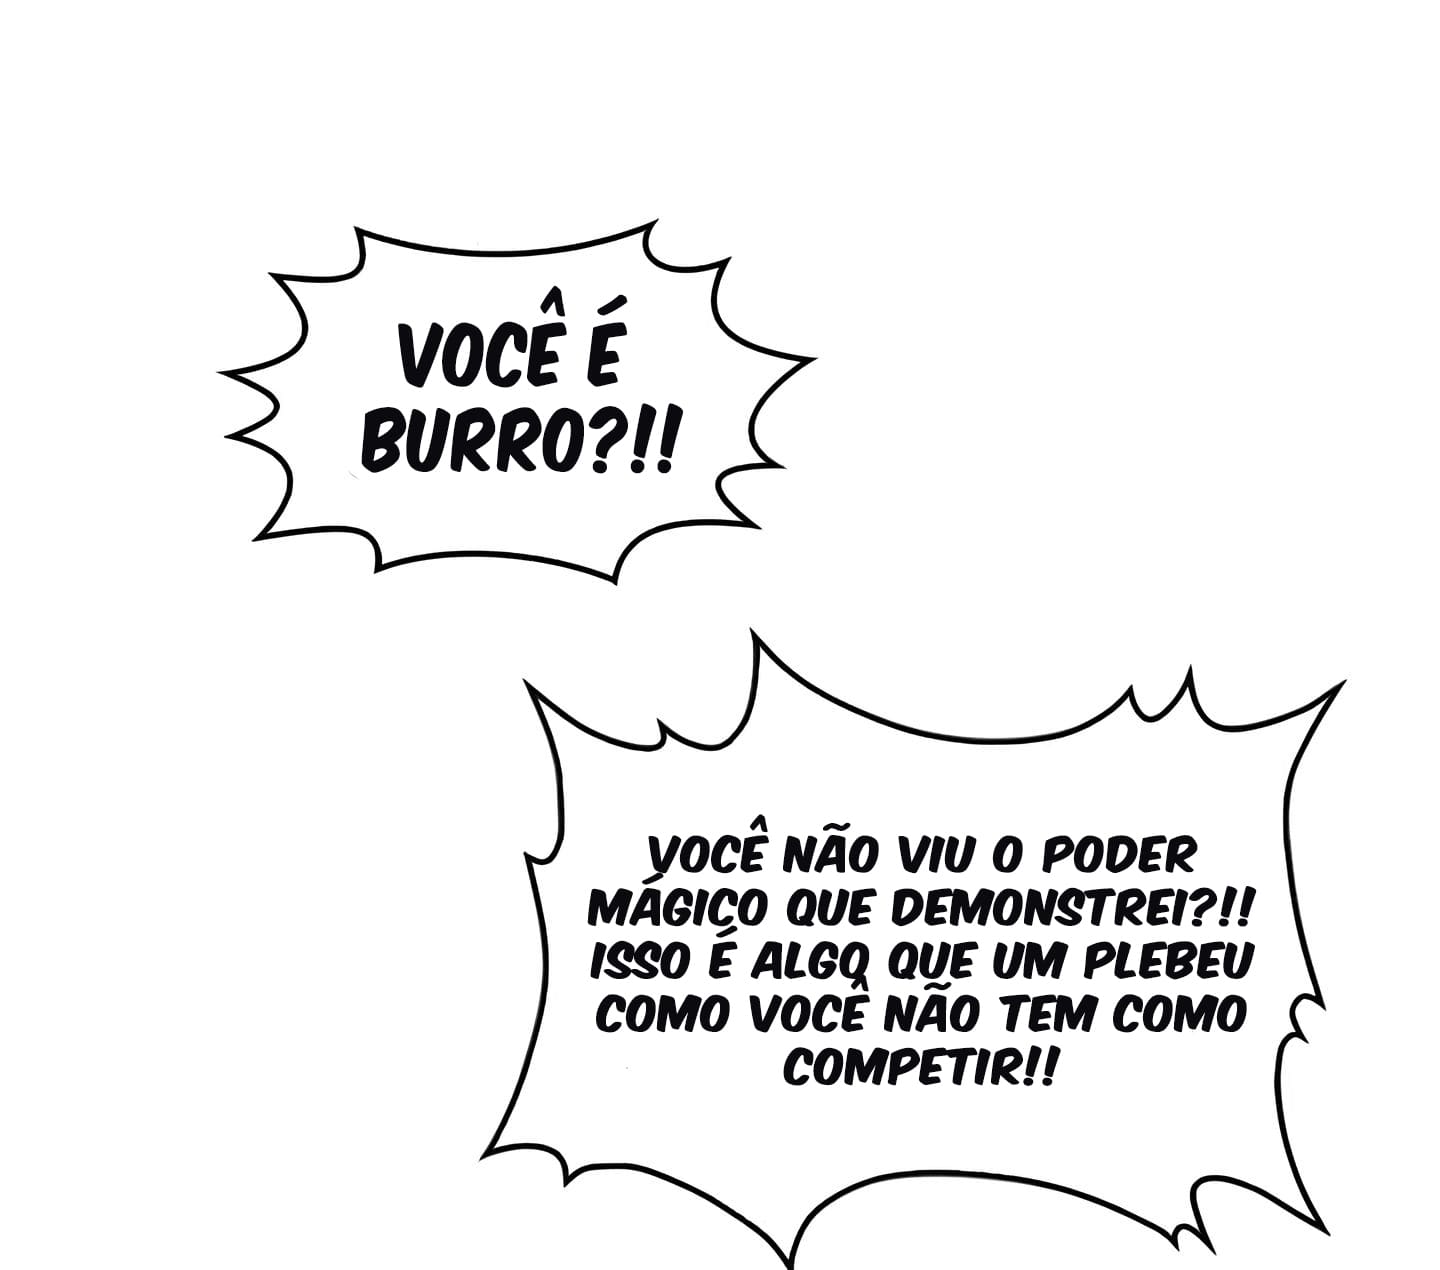 VOCÊ É
BURRO?!!
VOCÊ NÃO VIU O PODER
MÁGICO QUE DEMONSTREI?!!
ISSO É ALGO QUE UM PLEBEU
COMO VOCÊ NÃO TEM COMO
COMPETIR!!